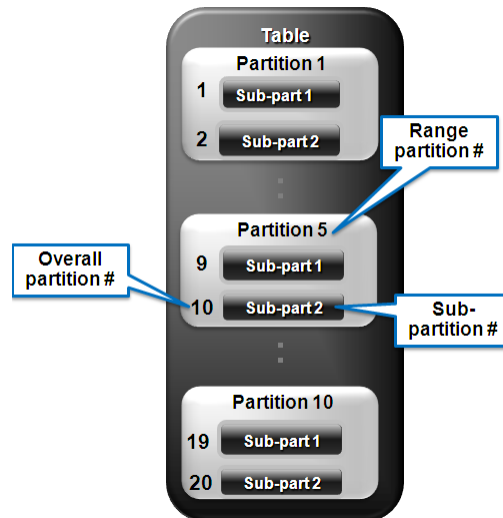 Table
Partition 1
1 Sub-part 1
2 Sub-part 2
Range
partition #
Partition 5
9 Sub-part 1
Overall
partition #
10 Sub-part 2
Sub-
partition #
Partition 10
19 Sub-part 1
20 Sub-part 2